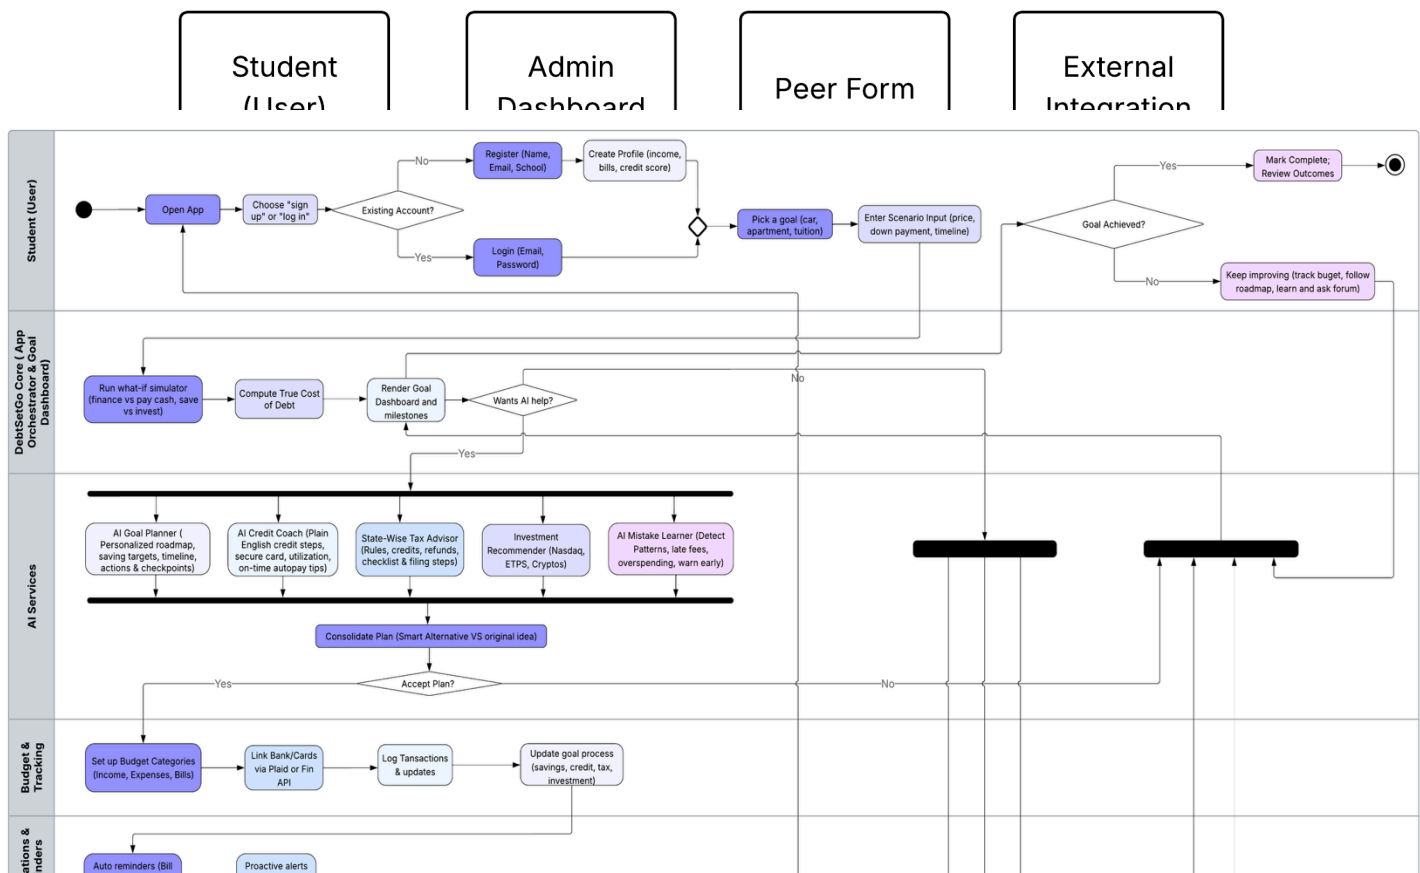 Student
(User)
Admin
Dashboard
Peer Form
External
Integration
Student (User)
Open App
Choose "sign
up" or "log in"
Existing Account?
No
Register (Name,
Email, School)
Create Profile (income,
bills, credit score)
Yes
Login (Email,
Password)
Pick a goal (car,
apartment, tuition)
Enter Scenario Input (price,
down payment, timeline)
Goal Achieved?
Yes
Mark Complete;
Review Outcomes
No
Keep improving (track buget, follow
roadmap, learn and ask forum)
DebtSetGo Core ( App
Orchestrator & Goal
Dashboard)
Run what-if simulator
(finance vs pay cash, save
vs invest)
Compute True Cost
of Debt
Render Goal
Dashboard and
milestones
Wants AI help?
No
Yes
AI Services
AI Goal Planner (
Personalized roadmap,
saving targets, timeline,
actions & checkpoints)
AI Credit Coach (Plain
English credit steps,
secure card, utilization,
on-time autopay tips)
State-Wise Tax Advisor
(Rules, credits, refunds,
checklist & filing steps)
Investment
Recommender (Nasdaq,
ETPS, Cryptos)
AI Mistake Learner (Detect
Patterns, late fees,
overspending, warn early)
Consolidate Plan (Smart Alternative VS original idea)
Accept Plan?
Yes
No
Budget &
Tracking
Set up Budget Categories
(Income, Expenses, Bills)
Link Bank/Cards
via Plaid or Fin
API
Log Tansactions
& updates
Update goal process
(savings, credit, tax,
investment)
ations &
nders
Auto reminders (Bill
Proactive alerts